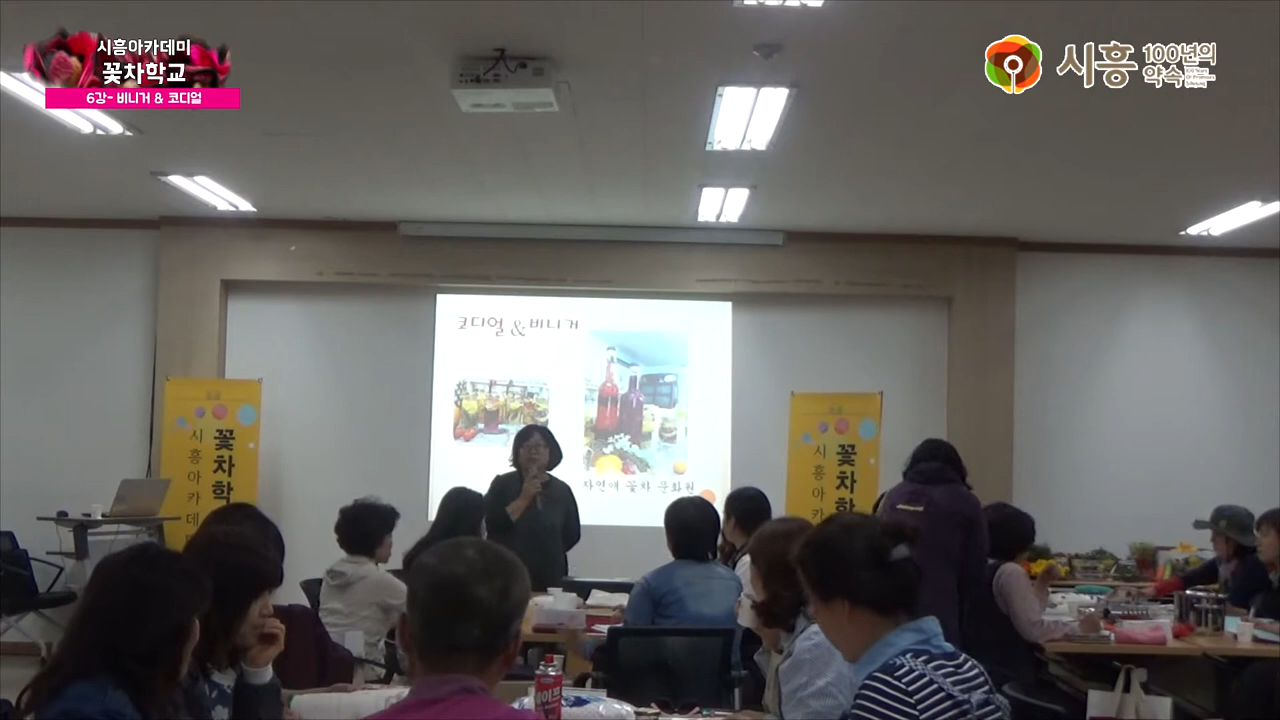 시흥아카데미
꽃차학교
6강- 비니거 & 코디얼
시흥
100년의
약속
코디얼 & 비니거
자연애 꽃차 문화원
시흥아카데
꽃차학
시흥아카
꽃차학